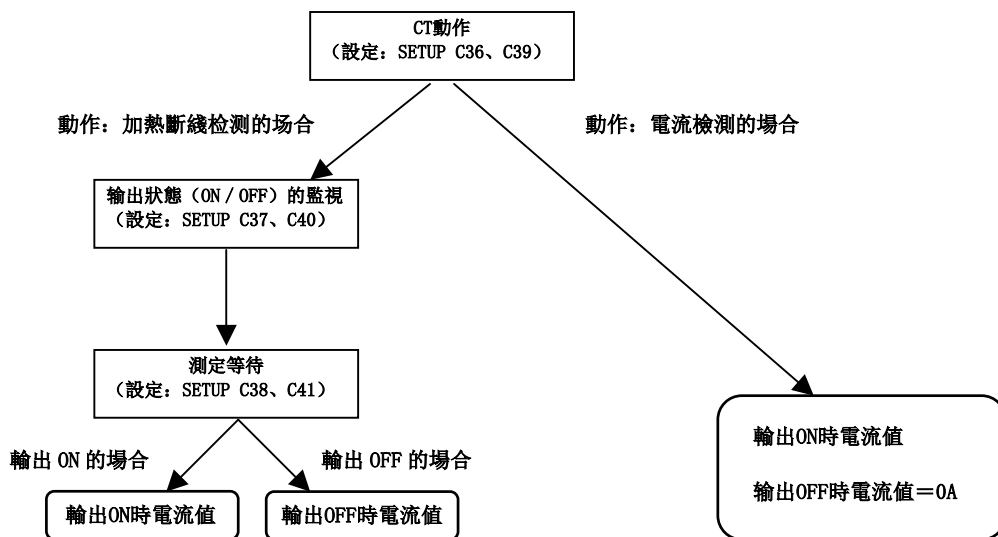 CT動作
（設定：SETUP C36、C39）
動作：加熱斷綫检测的场合
動作：電流檢測的場合
输出狀態（ON／OFF）的監視
（設定：SETUP C37、C40）
測定等待
（設定：SETUP C38、C41）
輸出 ON 的場合
輸出 OFF 的場合
輸出ON時電流值
輸出OFF時電流值
輸出ON時電流值
输出OFF時電流值＝0A